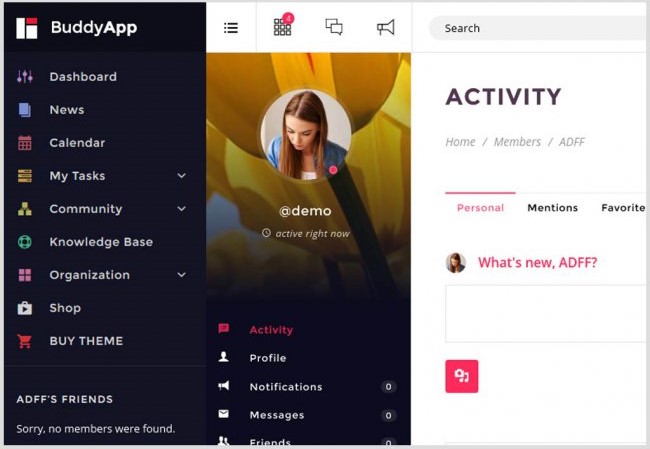 BuddyApp
Dashboard
News
Calendar
My Tasks
Community
Knowledge Base
Organization
Shop
BUY THEME
ADFF'S FRIENDS
Sorry, no members were found.
4
@demo
active right now
Activity
Profile
Notifications 0
Messages 0
Friends 0
Search
ACTIVITY
Home / Members / ADFF
Personal Mentions Favorite
What's new, ADFF?